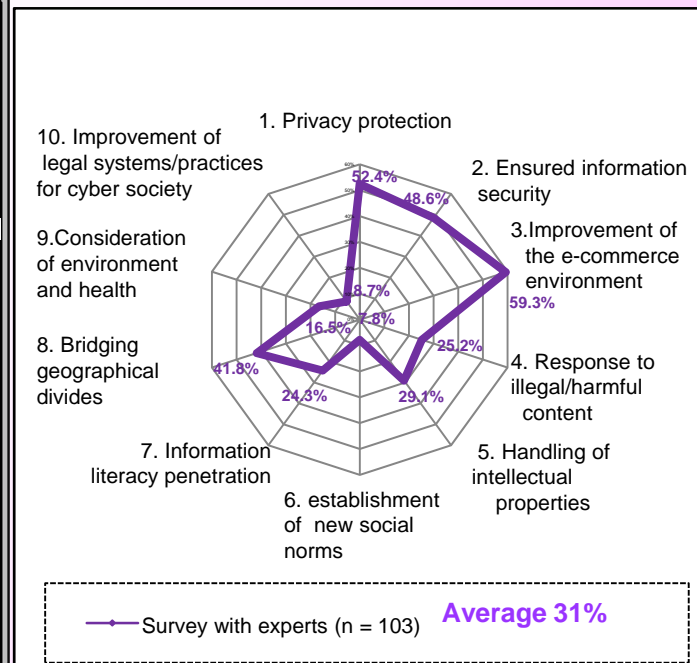 1. Privacy protection
10. Improvement of
legal systems/practices
for cyber society
2. Ensured information
security
9.Consideration
of environment
and health
3.Improvement of
the e-commerce
environment
8. Bridging
geographical
divides
4. Response to
illegal/harmful
content
7. Information
literacy penetration
5. Handling of
intellectual
properties
6. establishment
of new social
norms
60%
52.4%
48.6%
59.3%
25.2%
29.1%
7.8%
24.3%
41.8%
16.5%
8.7%
Survey with experts (n = 103)
Average 31%